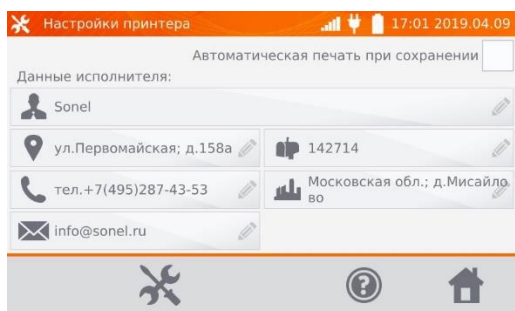 Настройки принтера
17:01 2019.04.09
Автоматическая печать при сохранении
Данные исполнителя:
Sonel
ул.Первомайская; д.158а
142714
тел.+7(495)287-43-53
Московская обл.; д.Мисайло
во
info@sonel.ru